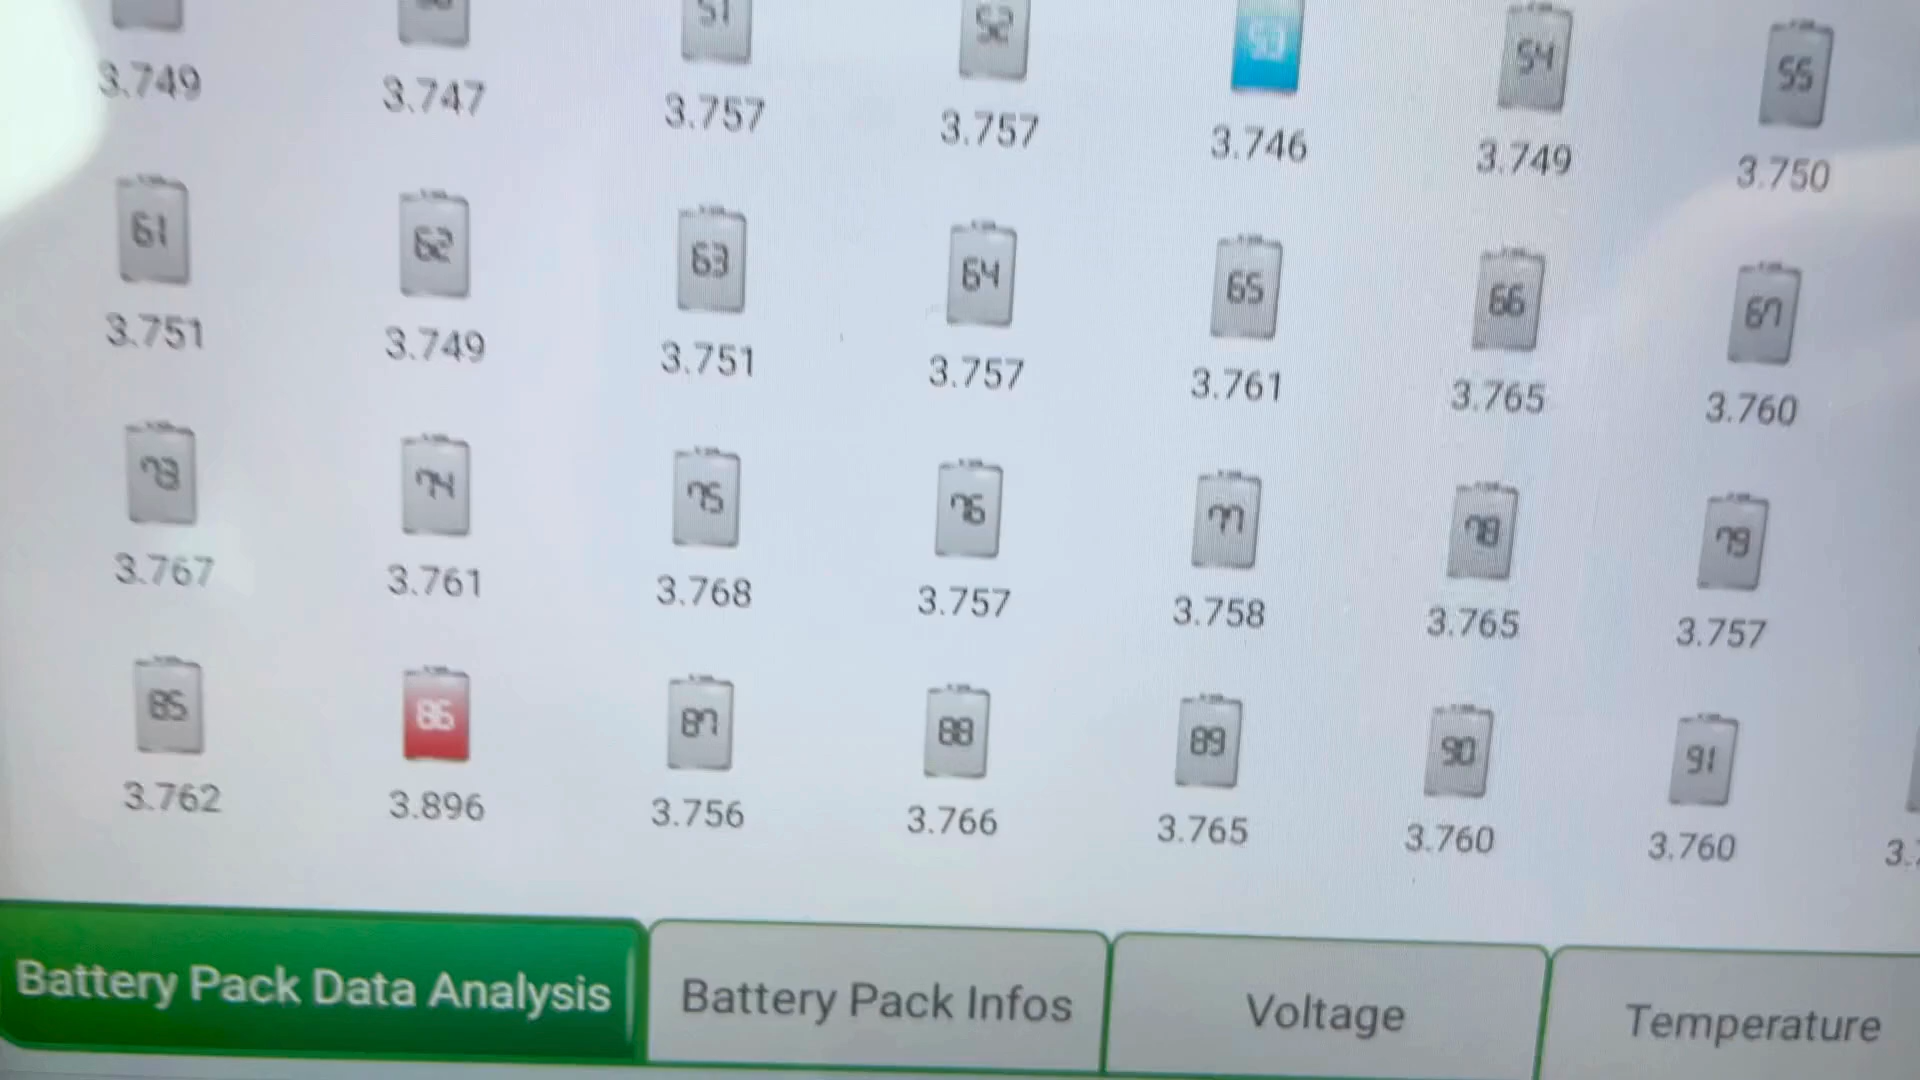 51 52 53 54 55
3.749 3.747 3.757 3.757 3.746 3.749 3.750
61 62 63 64 65 66 67
3.751 3.749 3.751 3.757 3.761 3.765 3.760
73 74 75 76 77 78 79
3.767 3.761 3.768 3.757 3.758 3.765 3.757
85 86 87 88 89 90 91
3.762 3.896 3.756 3.766 3.765 3.760 3.760
Battery Pack Data Analysis Battery Pack Infos Voltage Temperature